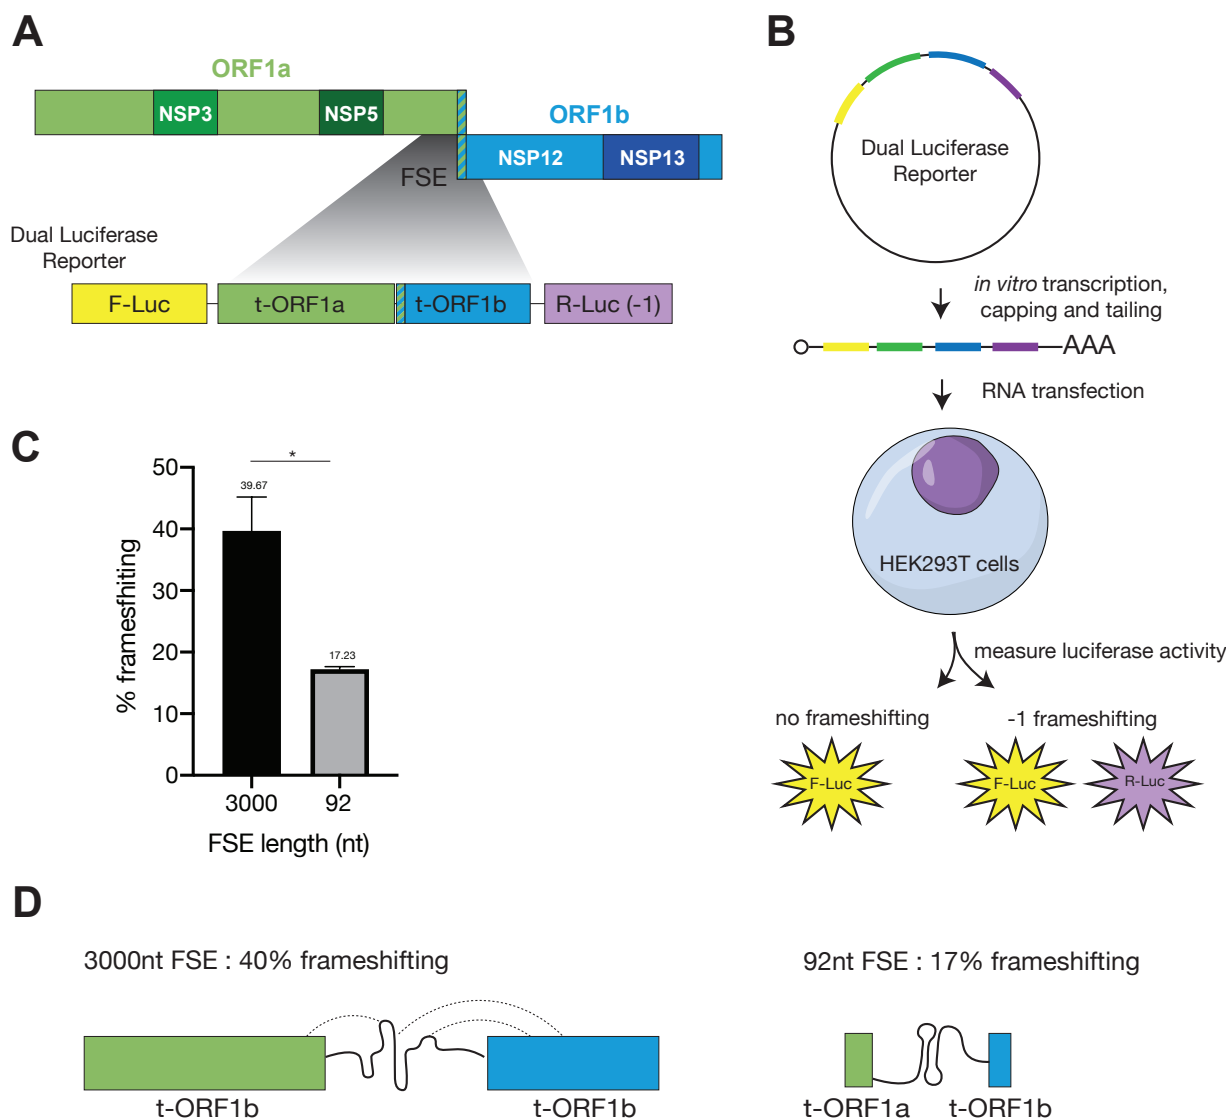 A
ORF1a
NSP3
NSP5
ORF1b
NSP12
NSP13
FSE
Dual Luciferase
Reporter
F-Luc
t-ORF1a
t-ORF1b
R-Luc (-1)
B
Dual Luciferase
Reporter
in vitro transcription,
capping and tailing
AAA
RNA transfection
HEK293T cells
measure luciferase activity
no frameshifting
-1 frameshifting
F-Luc
F-Luc
R-Luc
C
% framesfhiting
50
40
30
20
10
0
*
39.67
17.23
3000
92
FSE length (nt)
D
3000nt FSE : 40% frameshifting
92nt FSE : 17% frameshifting
t-ORF1b
t-ORF1b
t-ORF1a
t-ORF1b